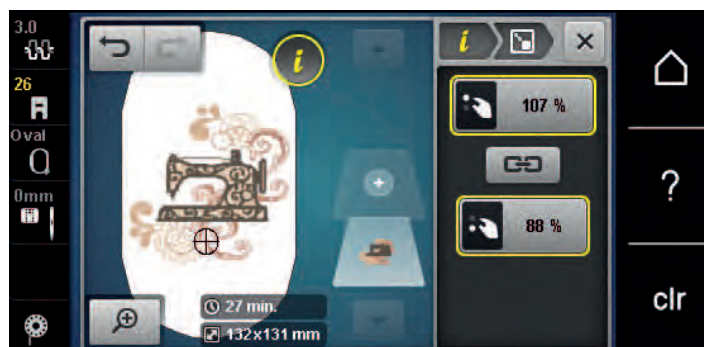 3.0
26
Oval
0mm
i
27 min.
132x131 mm
i
107 %
88 %
?
clr